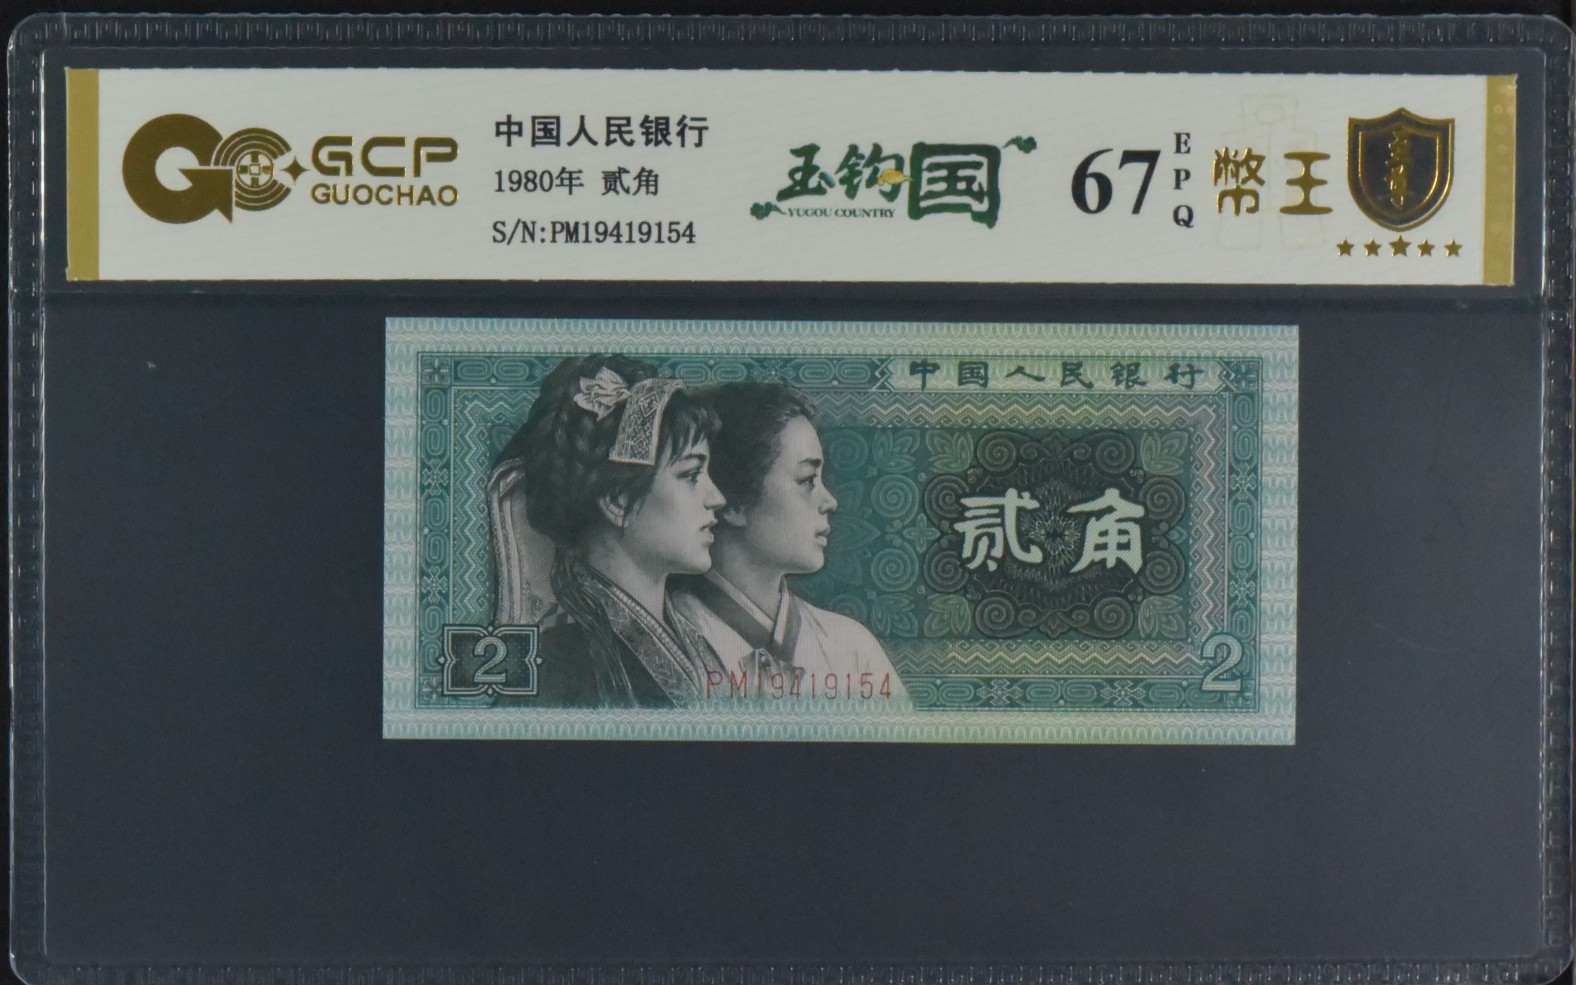 GCP
GUOCHAO
中国人民银行
1980年 贰角
S/N:PM19419154
玉钩国
YUGOU COUNTRY
67
EPQ
幣王
中国人民银行
贰角
2
2
PM19419154